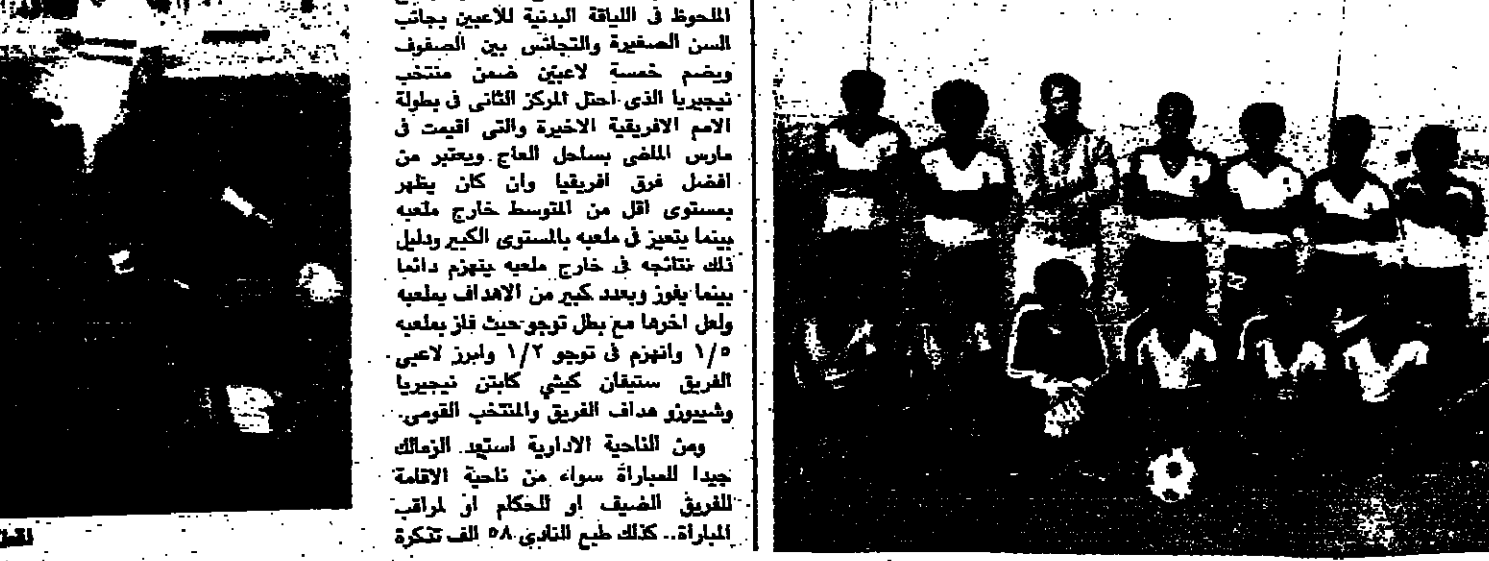 الملحوظ فى اللياقة البدنية للاعبين بجانب
السن الصغيرة والتجانس بين الصفوف
ويضم خمسة لاعبين ضمن منتخب
نيجيريا الذى احتل المركز الثانى فى بطولة
الامم الافريقية الاخيرة والتى اقيمت فى
مارس الماضى بساحل العاج ويعتبر من
افضل فرق افريقيا وان كان يظهر
بمستوى اقل من المتوسط خارج ملعبه
بينما يتميز فى ملعبه بالمستوى الكبير ودليل
ذلك نتائجه فى خارج ملعبه ينهزم دائما
بينما يفوز وبعدد كبير من الاهداف بملعبه
ولعل اخرها مع بطل توجو حيث فاز بملعبه
١/٥ وانهزم فى توجو ١/٢ وابرز لاعبى
الفريق ستيفان كيشي كابتن نيجيريا
وشيبوزو هداف الفريق والمنتخب القومى.
ومن الناحية الادارية استعد الزمالك
جيدا للمباراة سواء من ناحية الاقامة
للفريق الضيف او للحكام او لمراقب
المباراة.. كذلك طبع النادى ٥٨ الف تذكرة